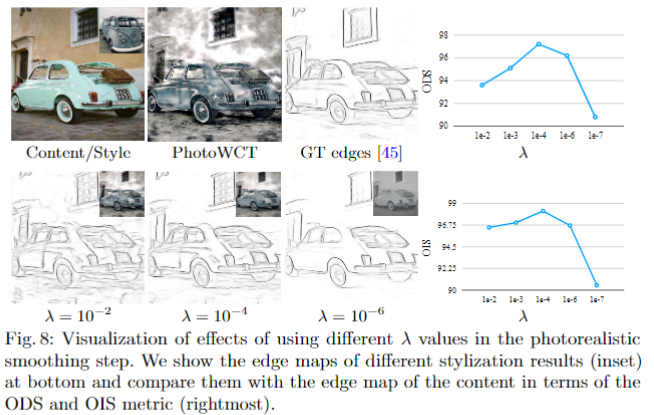 Content/Style
PhotoWCT
GT edges [45]
98
96
94
92
90
ODS
1e-2 1e-3 1e-4 1e-6 1e-7
λ
λ = 10⁻²
λ = 10⁻⁴
λ = 10⁻⁶
99
96.75
94.5
92.25
90
OIS
1e-2 1e-3 1e-4 1e-6 1e-7
λ
Fig. 8: Visualization of effects of using different λ values in the photorealistic
smoothing step. We show the edge maps of different stylization results (inset)
at bottom and compare them with the edge map of the content in terms of the
ODS and OIS metric (rightmost).